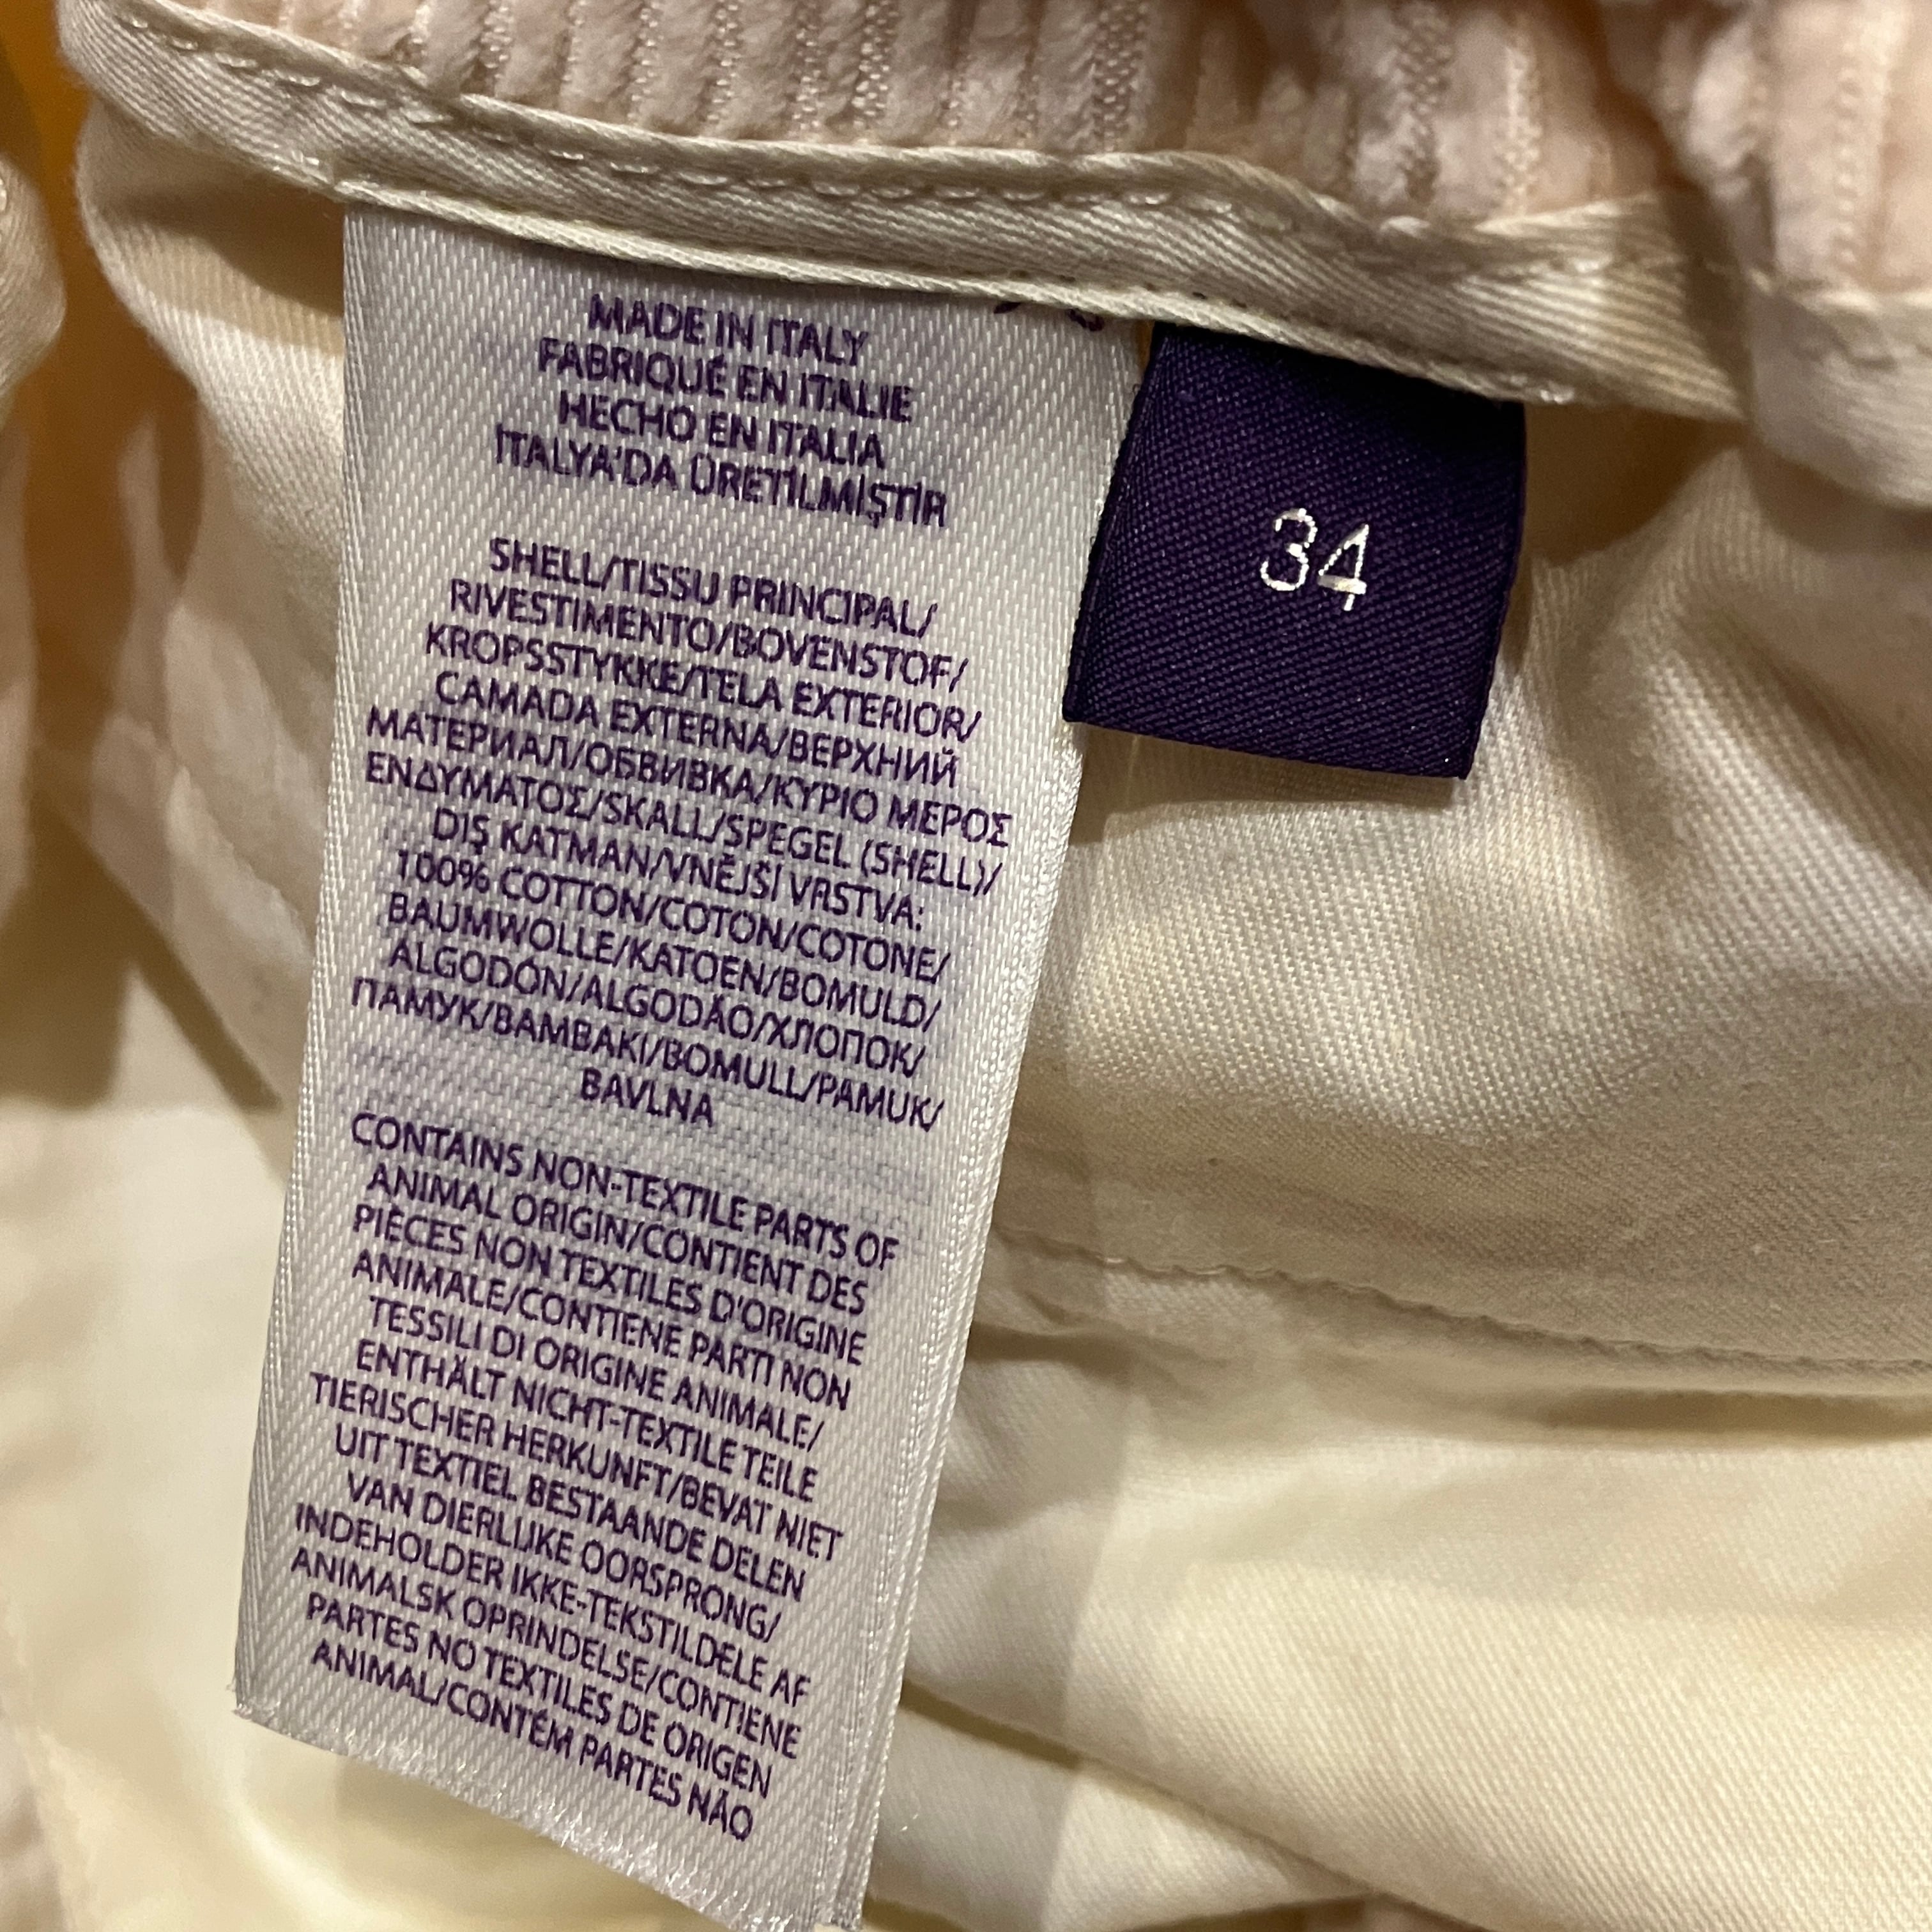 MADE IN ITALY
FABRIQUÉ EN ITALIE
HECHO EN ITALIA
ITALYA'DA ÜRETİLMİŞTİR
SHELL/TISSU PRINCIPAL/
RIVESTIMENTO/BOVENSTOF/
KROPSSTYKKE/TELA EXTERIOR/
CAMADA EXTERNA/ВЕРХНИЙ
МАТЕРИАЛ/ОБВИВКА/ΚΥΡΙΟ ΜΕΡΟΣ
ΕΝΔΥΜΑΤΟΣ/SKALL/SPEGEL (SHELL)/
DIŞ KATMAN/VNĚJŠÍ VRSTVA:
100% COTTON/COTON/COTONE/
BAUMWOLLE/KATOEN/BOMULD/
ALGODÓN/ALGODÃO/ХЛОПОК/
ПАМУК/ΒΑΜΒΑΚΙ/BOMULL/PAMUK/
BAVLNA
CONTAINS NON-TEXTILE PARTS OF
ANIMAL ORIGIN/CONTIENT DES
PIÈCES NON TEXTILES D'ORIGINE
ANIMALE/CONTIENE PARTI NON
TESSILI DI ORIGINE ANIMALE/
ENTHÄLT NICHT-TEXTILE TEILE
TIERISCHER HERKUNFT/BEVAT NIET
UIT TEXTIEL BESTAANDE DELEN
VAN DIERLIJKE OORSPRONG/
INDEHOLDER IKKE-TEKSTILDELE AF
ANIMALSK OPRINDELSE/CONTIENE
PARTES NO TEXTILES DE ORIGEN
ANIMAL/CONTÉM PARTES NÃO
34